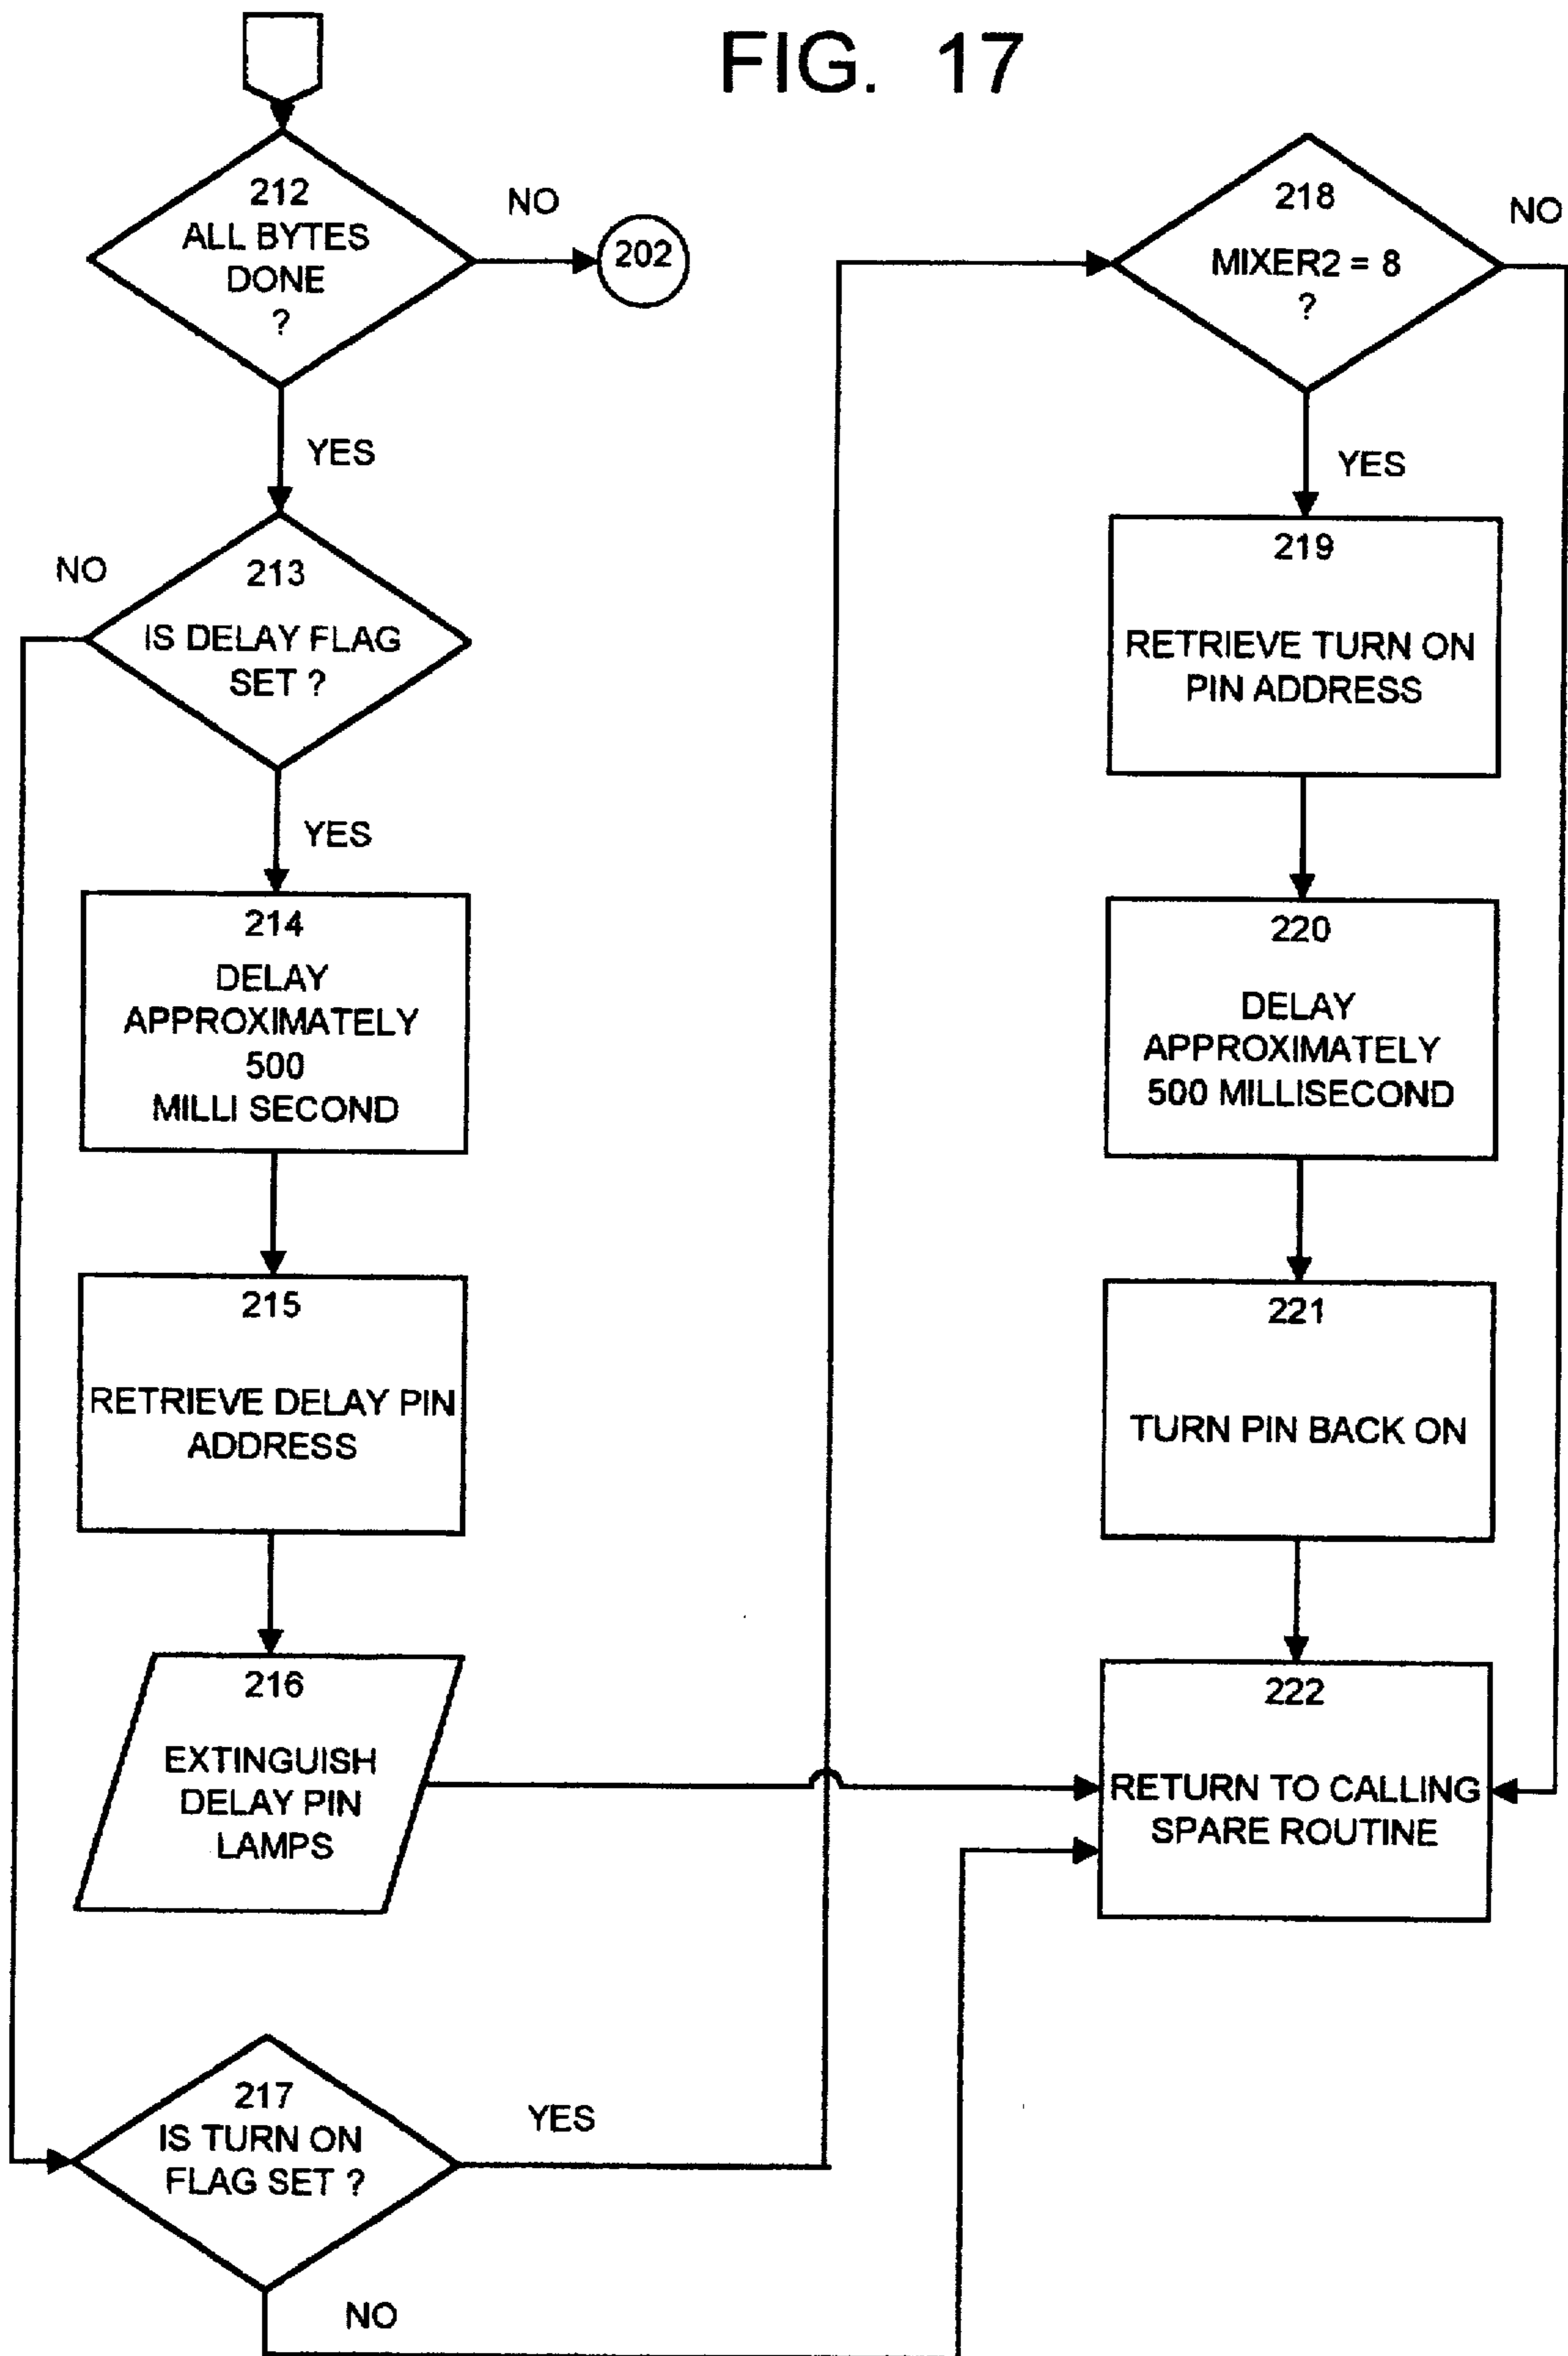 FIG. 17
212
ALL BYTES
DONE
?
NO
202
YES
213
IS DELAY FLAG
SET ?
NO
YES
214
DELAY
APPROXIMATELY
500
MILLI SECOND
215
RETRIEVE DELAY PIN
ADDRESS
216
EXTINGUISH
DELAY PIN
LAMPS
217
IS TURN ON
FLAG SET ?
YES
NO
218
MIXER2 = 8
?
NO
YES
219
RETRIEVE TURN ON
PIN ADDRESS
220
DELAY
APPROXIMATELY
500 MILLISECOND
221
TURN PIN BACK ON
222
RETURN TO CALLING
SPARE ROUTINE